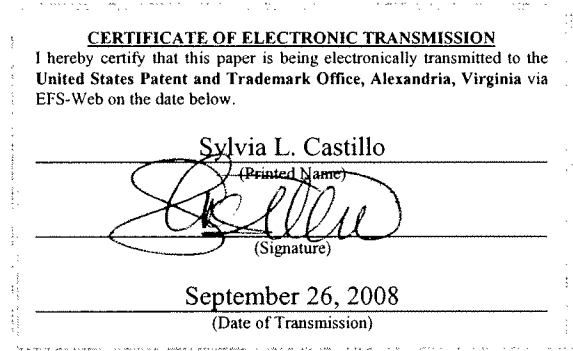 CERTIFICATE OF ELECTRONIC TRANSMISSION
I hereby certify that this paper is being electronically transmitted to the
United States Patent and Trademark Office, Alexandria, Virginia via
EFS-Web on the date below.
Sylvia L. Castillo
(Printed Name)
(Signature)
September 26, 2008
(Date of Transmission)